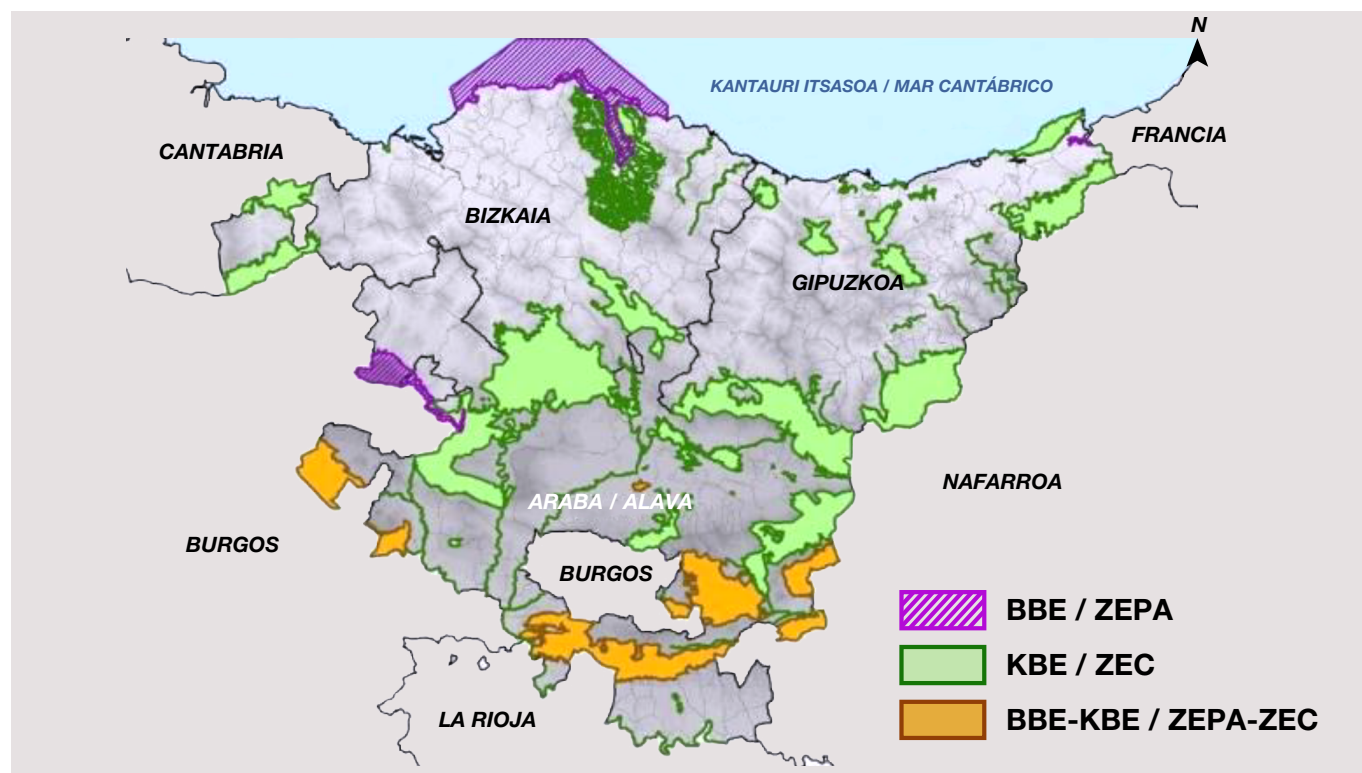 N
KANTAURI ITSASOA / MAR CANTÁBRICO
CANTABRIA
FRANCIA
BIZKAIA
GIPUZKOA
NAFARROA
ARABA / ALAVA
BURGOS
BURGOS
LA RIOJA
BBE / ZEPA
KBE / ZEC
BBE-KBE / ZEPA-ZEC